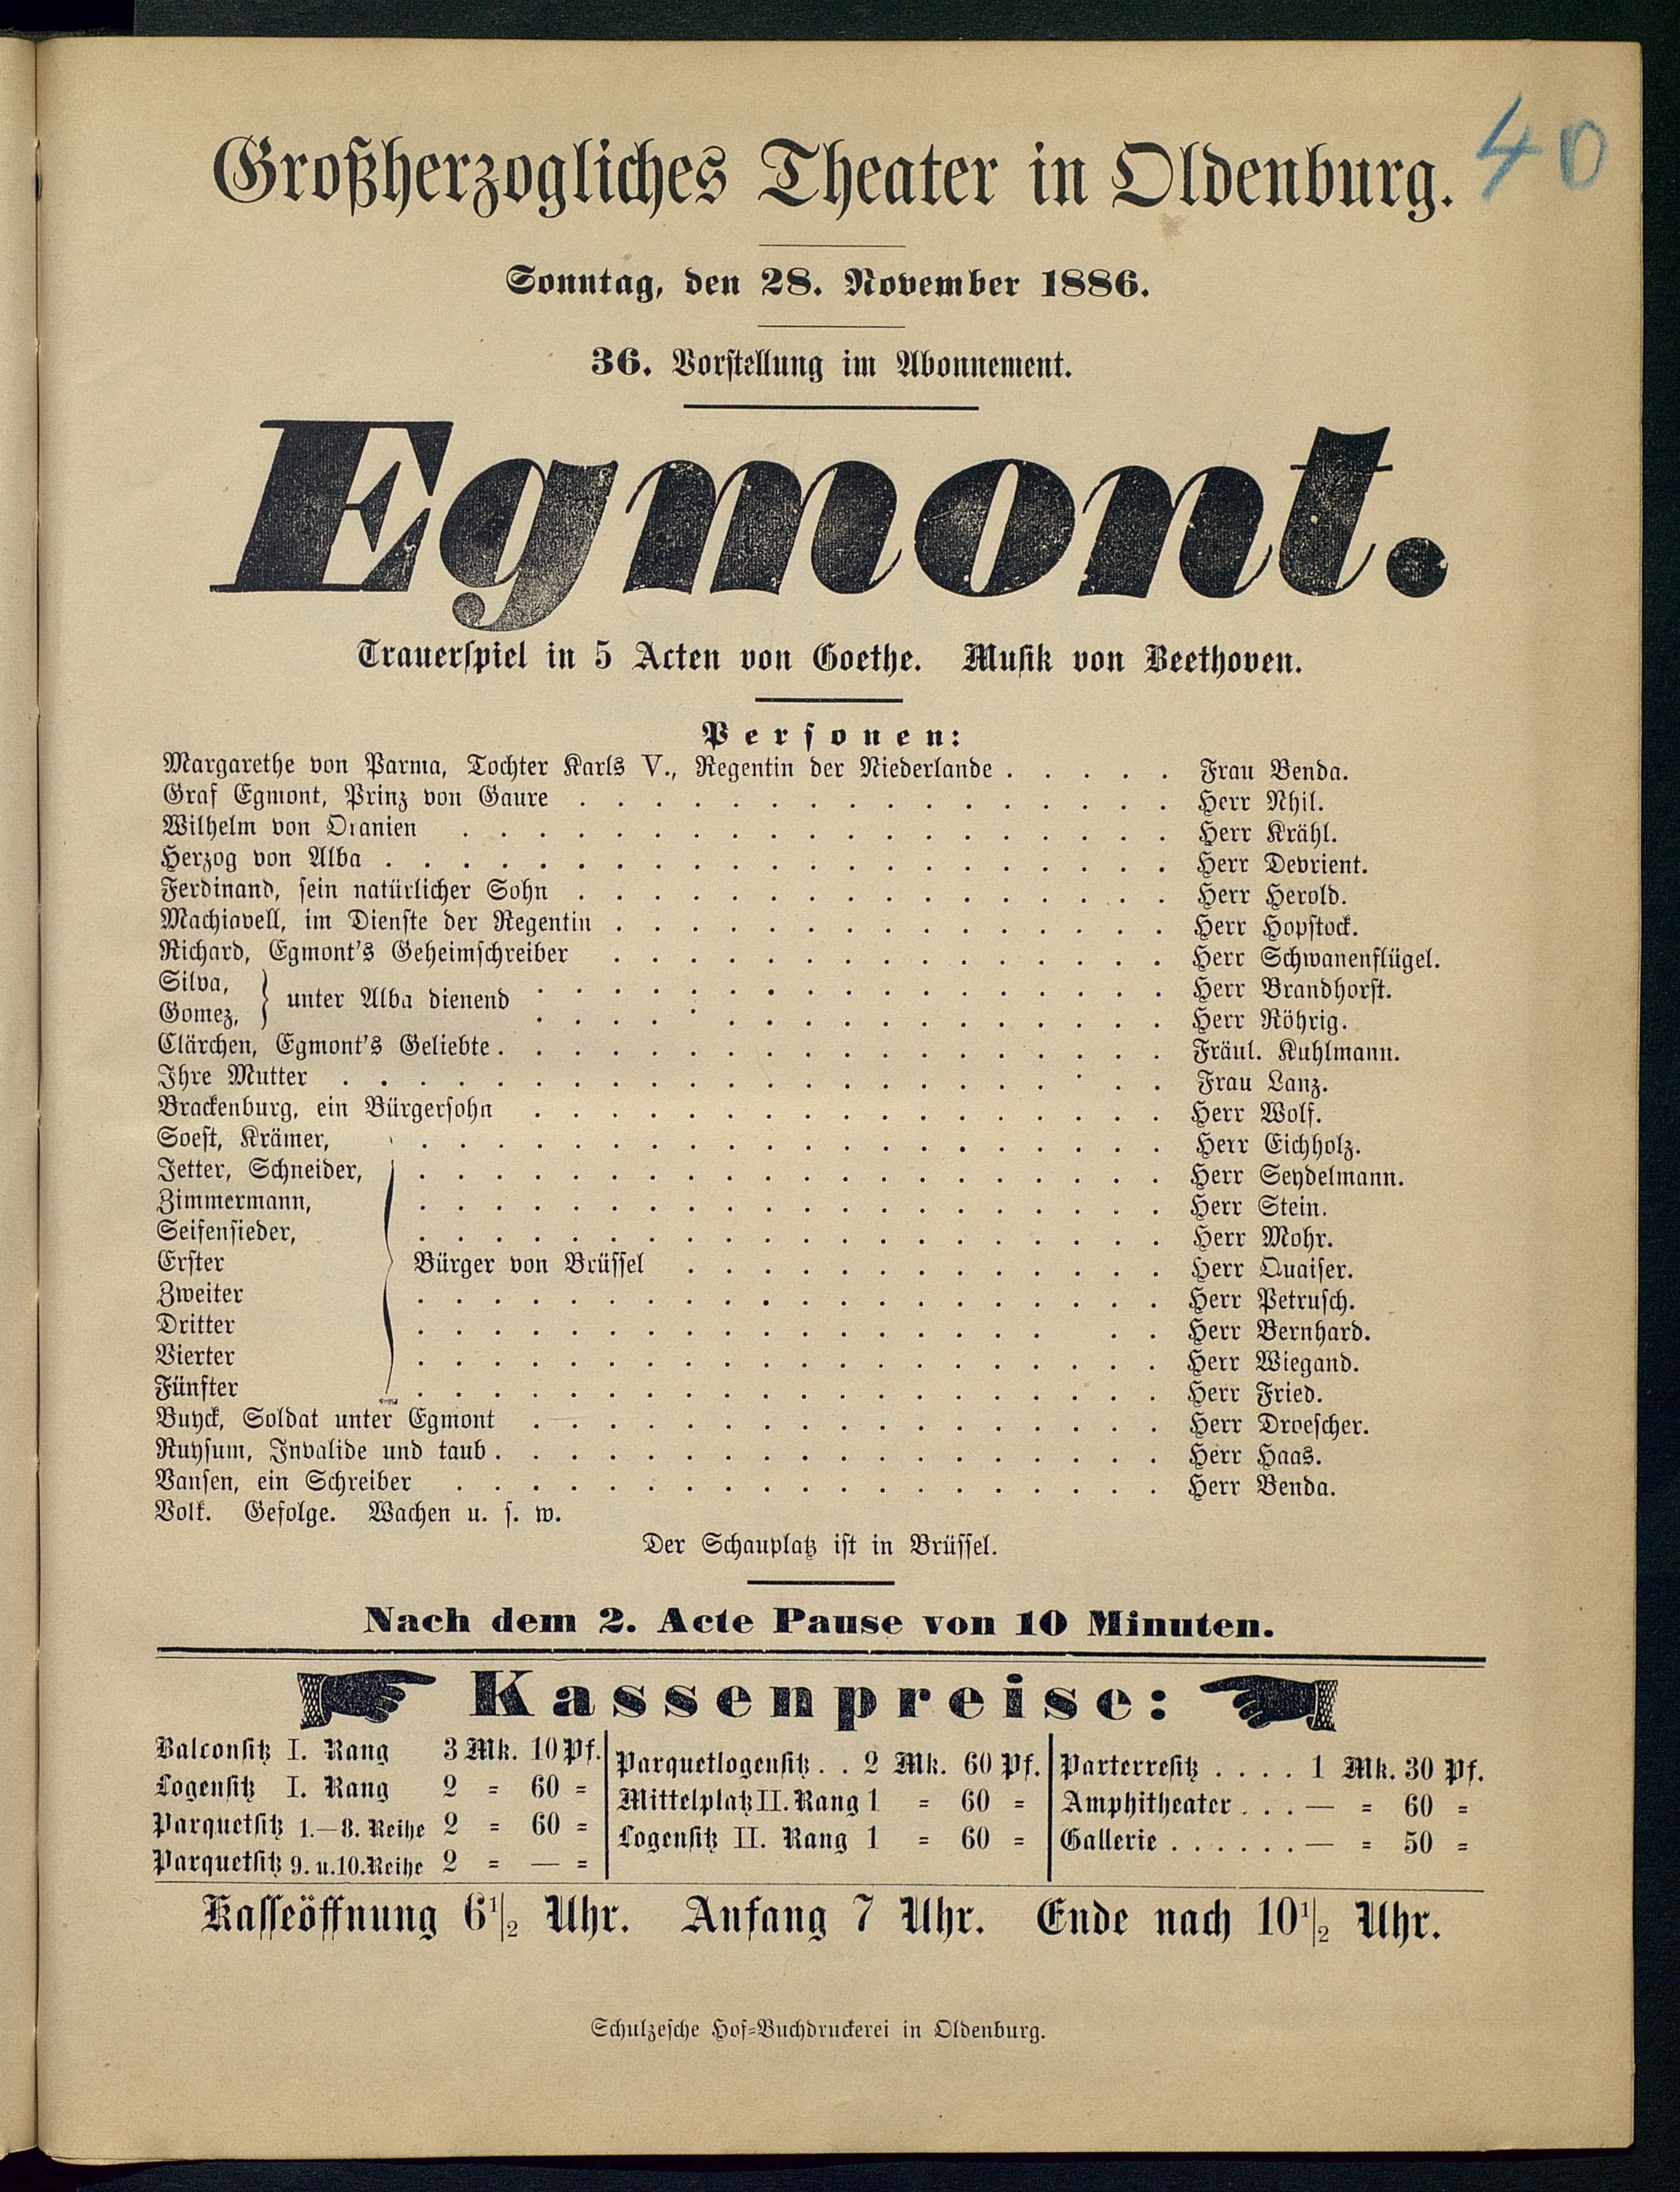 40
Großherzogliches Theater in Oldenburg.
Sonntag, den 28. November 1886.
36. Vorstellung im Abonnement.
Egmont.
Trauerspiel in 5 Acten von Goethe. Musik von Beethoven.
Personen:
Margarethe von Parma, Tochter Karls V., Regentin der Niederlande . . . . . Frau Benda.
Graf Egmont, Prinz von Gaure . . . . . Herr Nhil.
Wilhelm von Oranien . . . . . Herr Krähl.
Herzog von Alba . . . . . Herr Devrient.
Ferdinand, sein natürlicher Sohn . . . . . Herr Herold.
Machiavell, im Dienste der Regentin . . . . . Herr Hopstock.
Richard, Egmont's Geheimschreiber . . . . . Herr Schwanenflügel.
Silva, . . . . . Herr Brandhorst.
unter Alba dienend
Gomez, . . . . . Herr Röhrig.
Clärchen, Egmont's Geliebte . . . . . Fräul. Kuhlmann.
Ihre Mutter . . . . . Frau Lanz.
Brackenburg, ein Bürgersohn . . . . . Herr Wolf.
Soest, Krämer, . . . . . Herr Eichholz.
Jetter, Schneider, . . . . . Herr Seydelmann.
Zimmermann, . . . . . Herr Stein.
Seifensieder, . . . . . Herr Mohr.
Erster Bürger von Brüssel . . . . . Herr Quaiser.
Zweiter . . . . . Herr Petrusch.
Dritter . . . . . Herr Bernhard.
Vierter . . . . . Herr Wiegand.
Fünfter . . . . . Herr Fried.
Buyck, Soldat unter Egmont . . . . . Herr Droescher.
Ruysum, Invalide und taub . . . . . Herr Haas.
Vansen, ein Schreiber . . . . . Herr Benda.
Volk. Gefolge. Wachen u. s. w.
Der Schauplatz ist in Brüssel.
Nach dem 2. Acte Pause von 10 Minuten.
Kassenpreise:
Balconsitz I. Rang 3 Mk. 10 Pf.
Logensitz I. Rang 2 = 60 =
Parquetsitz 1.—8. Reihe 2 = 60 =
Parquetsitz 9. u. 10. Reihe 2 = — =
Parquetlogensitz . . 2 Mk. 60 Pf.
Mittelplatz II. Rang 1 = 60 =
Logensitz II. Rang 1 = 60 =
Parterresitz . . . . 1 Mk. 30 Pf.
Amphitheater . . . — = 60 =
Gallerie . . . . . . — = 50 =
Kasseöffnung 6 1/2 Uhr. Anfang 7 Uhr. Ende nach 10 1/2 Uhr.
Schulzesche Hof=Buchdruckerei in Oldenburg.